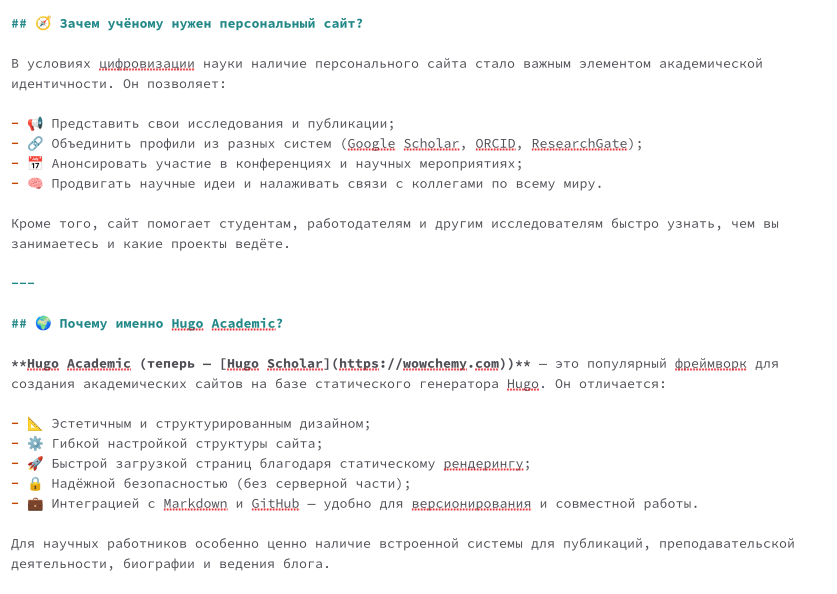 ## 🧭 Зачем учёному нужен персональный сайт?
В условиях цифровизации науки наличие персонального сайта стало важным элементом академической
идентичности. Он позволяет:
- 📢 Представить свои исследования и публикации;
- 🔗 Объединить профили из разных систем (Google Scholar, ORCID, ResearchGate);
- 📅 Анонсировать участие в конференциях и научных мероприятиях;
- 🧠 Продвигать научные идеи и налаживать связи с коллегами по всему миру.
Кроме того, сайт помогает студентам, работодателям и другим исследователям быстро узнать, чем вы
занимаетесь и какие проекты ведёте.
---
## 🌍 Почему именно Hugo Academic?
**Hugo Academic (теперь — [Hugo Scholar](https://wowchemy.com))** — это популярный фреймворк для
создания академических сайтов на базе статического генератора Hugo. Он отличается:
- 📐 Эстетичным и структурированным дизайном;
- ⚙️ Гибкой настройкой структуры сайта;
- 🚀 Быстрой загрузкой страниц благодаря статическому рендерингу;
- 🔒 Надёжной безопасностью (без серверной части);
- 💼 Интеграцией с Markdown и GitHub — удобно для версионирования и совместной работы.
Для научных работников особенно ценно наличие встроенной системы для публикаций, преподавательской
деятельности, биографии и ведения блога.